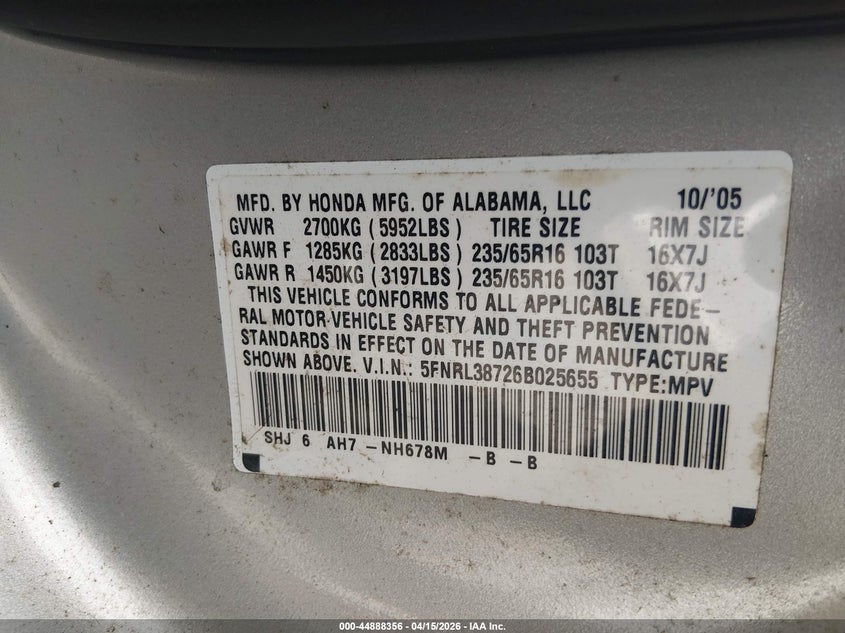 MFD. BY HONDA MFG. OF ALABAMA, LLC 10/'05
GVWR 2700KG (5952LBS) TIRE SIZE RIM SIZE
GAWR F 1285KG (2833LBS) 235/65R16 103T 16X7J
GAWR R 1450KG (3197LBS) 235/65R16 103T 16X7J
THIS VEHICLE CONFORMS TO ALL APPLICABLE FEDE-
RAL MOTOR VEHICLE SAFETY AND THEFT PREVENTION
STANDARDS IN EFFECT ON THE DATE OF MANUFACTURE
SHOWN ABOVE. V.I.N.: 5FNRL38726B025655 TYPE:MPV
SHJ 6 AH7 -NH678M -B -B
000-44888356 - 04/15/2026 - IAA Inc.